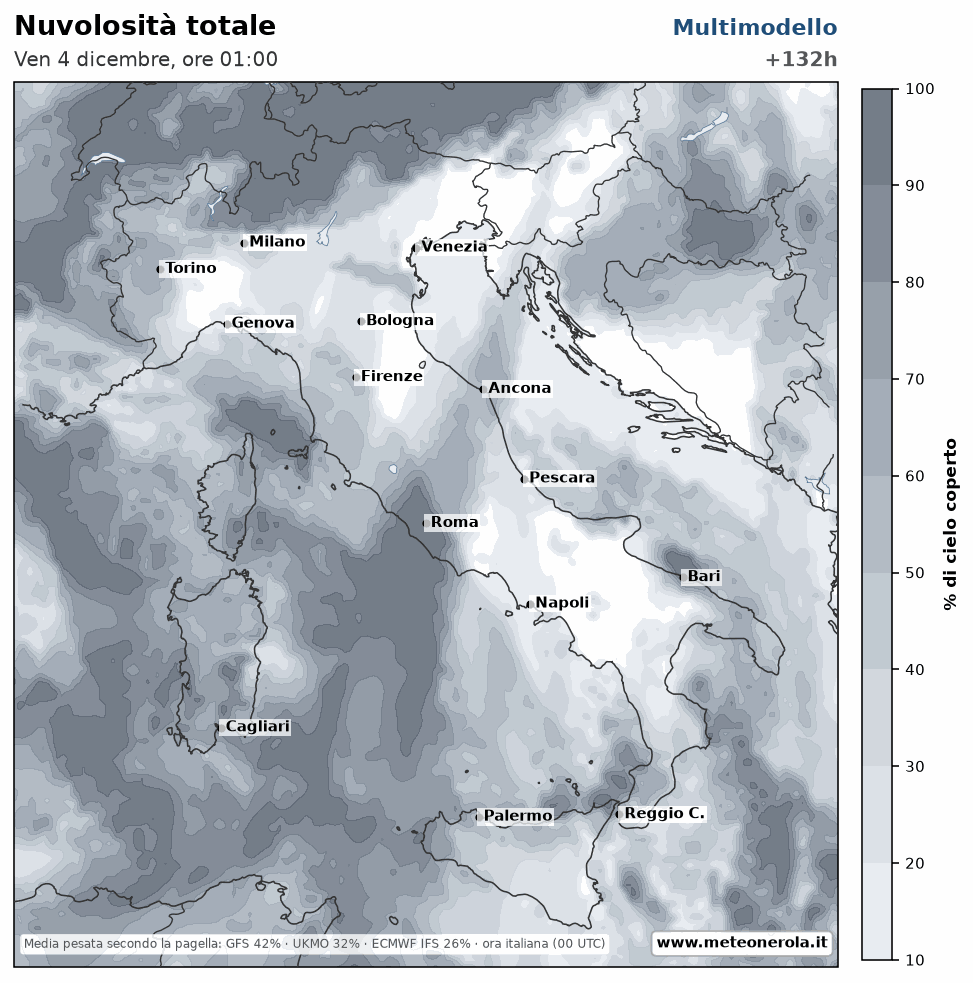 Nuvolosità totale
Multimodello
Ven 4 dicembre, ore 01:00
+132h
100
90
80
70
60
50
40
30
20
10
% di cielo coperto
Milano
Venezia
Torino
Genova
Bologna
Firenze
Ancona
Pescara
Roma
Bari
Napoli
Cagliari
Palermo
Reggio C.
Media pesata secondo la pagella: GFS 42% · UKMO 32% · ECMWF IFS 26% · ora italiana (00 UTC)
www.meteonerola.it